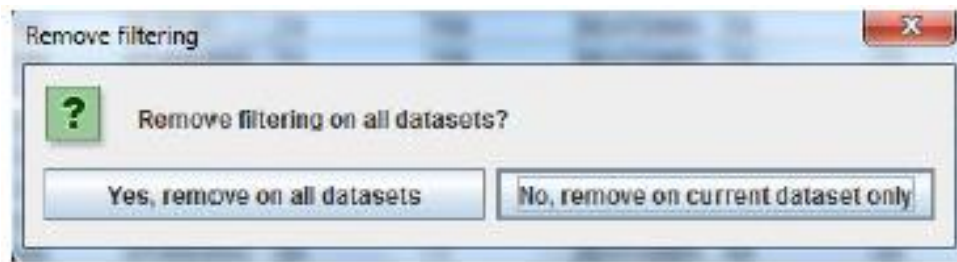 Remove filtering
Remove filtering on all datasets?
Yes, remove on all datasets
No, remove on current dataset only